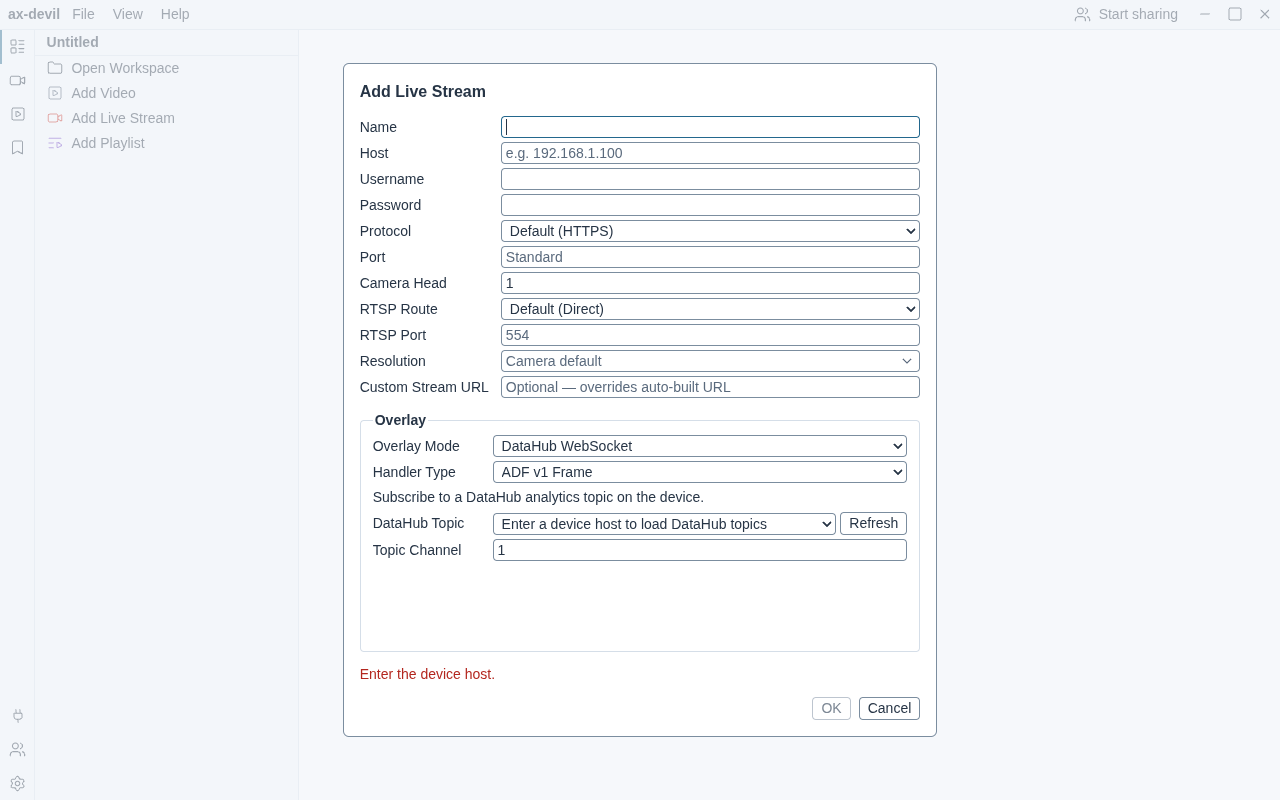 ax-devil File View Help Start sharing
Untitled
Open Workspace
Add Video
Add Live Stream
Add Playlist
Add Live Stream
Name
Host e.g. 192.168.1.100
Username
Password
Protocol Default (HTTPS)
Port Standard
Camera Head 1
RTSP Route Default (Direct)
RTSP Port 554
Resolution Camera default
Custom Stream URL Optional — overrides auto-built URL
Overlay
Overlay Mode DataHub WebSocket
Handler Type ADF v1 Frame
Subscribe to a DataHub analytics topic on the device.
DataHub Topic Enter a device host to load DataHub topics Refresh
Topic Channel 1
Enter the device host.
OK Cancel